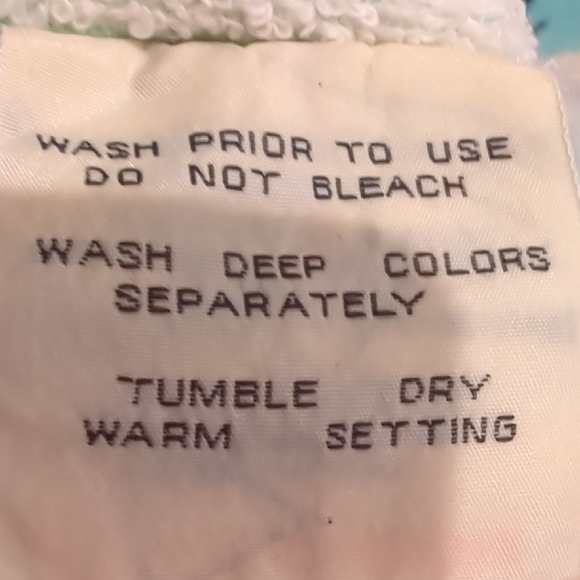 WASH PRIOR TO USE
DO NOT BLEACH
WASH DEEP COLORS
SEPARATELY
TUMBLE DRY
WARM SETTING